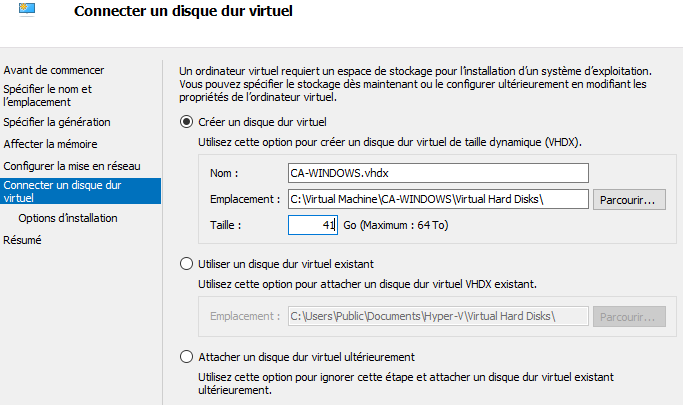 Connecter un disque dur virtuel
Avant de commencer
Spécifier le nom et
l'emplacement
Spécifier la génération
Affecter la mémoire
Configurer la mise en réseau
Connecter un disque dur
virtuel
Options d'installation
Résumé
Un ordinateur virtuel requiert un espace de stockage pour l'installation d'un système d'exploitation.
Vous pouvez spécifier le stockage dès maintenant ou le configurer ultérieurement en modifiant les
propriétés de l'ordinateur virtuel.
Créer un disque dur virtuel
Utilisez cette option pour créer un disque dur virtuel de taille dynamique (VHDX).
Nom : CA-WINDOWS.vhdx
Emplacement : C:\Virtual Machine\CA-WINDOWS\Virtual Hard Disks\ Parcourir...
Taille : 41 Go (Maximum : 64 To)
Utiliser un disque dur virtuel existant
Utilisez cette option pour attacher un disque dur virtuel VHDX existant.
Emplacement : C:\Users\Public\Documents\Hyper-V\Virtual Hard Disks\ Parcourir...
Attacher un disque dur virtuel ultérieurement
Utilisez cette option pour ignorer cette étape et attacher un disque dur virtuel existant
ultérieurement.